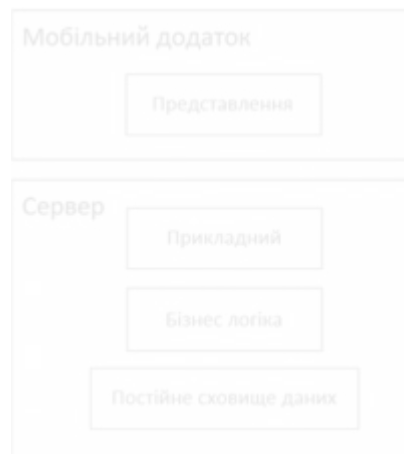 Мобільний додаток
Представлення
Сервер
Прикладний
Бізнес логіка
Постійне сховище даних